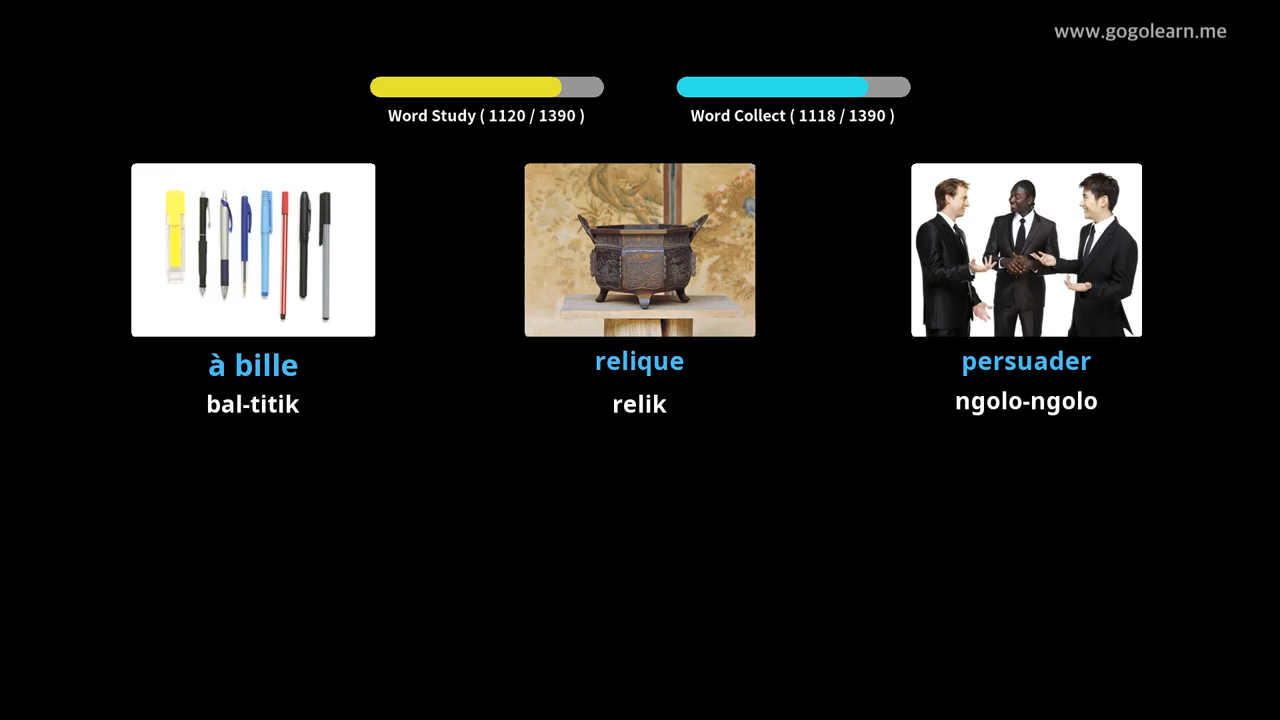 www.gogolearn.me
Word Study ( 1120 / 1390 )
Word Collect ( 1118 / 1390 )
à bille
bal-titik
relique
relik
persuader
ngolo-ngolo